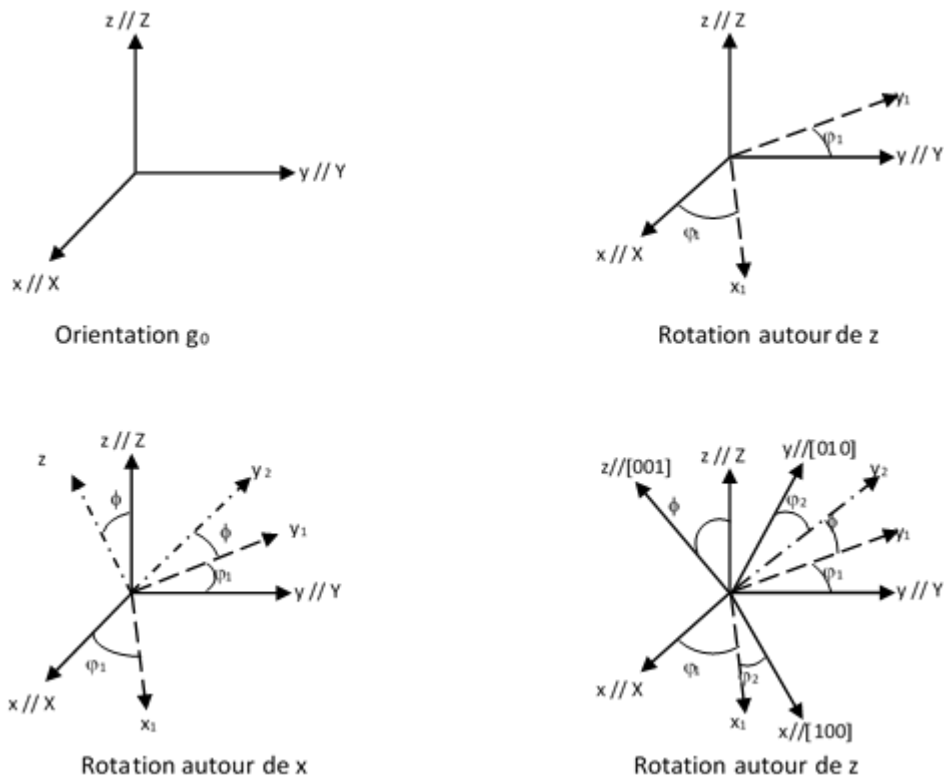 z // Z
y // Y
x // X
Orientation g₀
z // Z
y₁
φ₁
y // Y
φ₁
x // X
x₁
Rotation autour de z
z // Z
z
y₂
ϕ
ϕ
y₁
φ₁
y // Y
φ₁
x // X
x₁
Rotation autour de x
z // Z
y//[010]
z//[001]
y₂
φ₂
ϕ
ϕ
y₁
φ₁
y // Y
φ₁
φ₂
x // X
x₁
x//[100]
Rotation autour de z